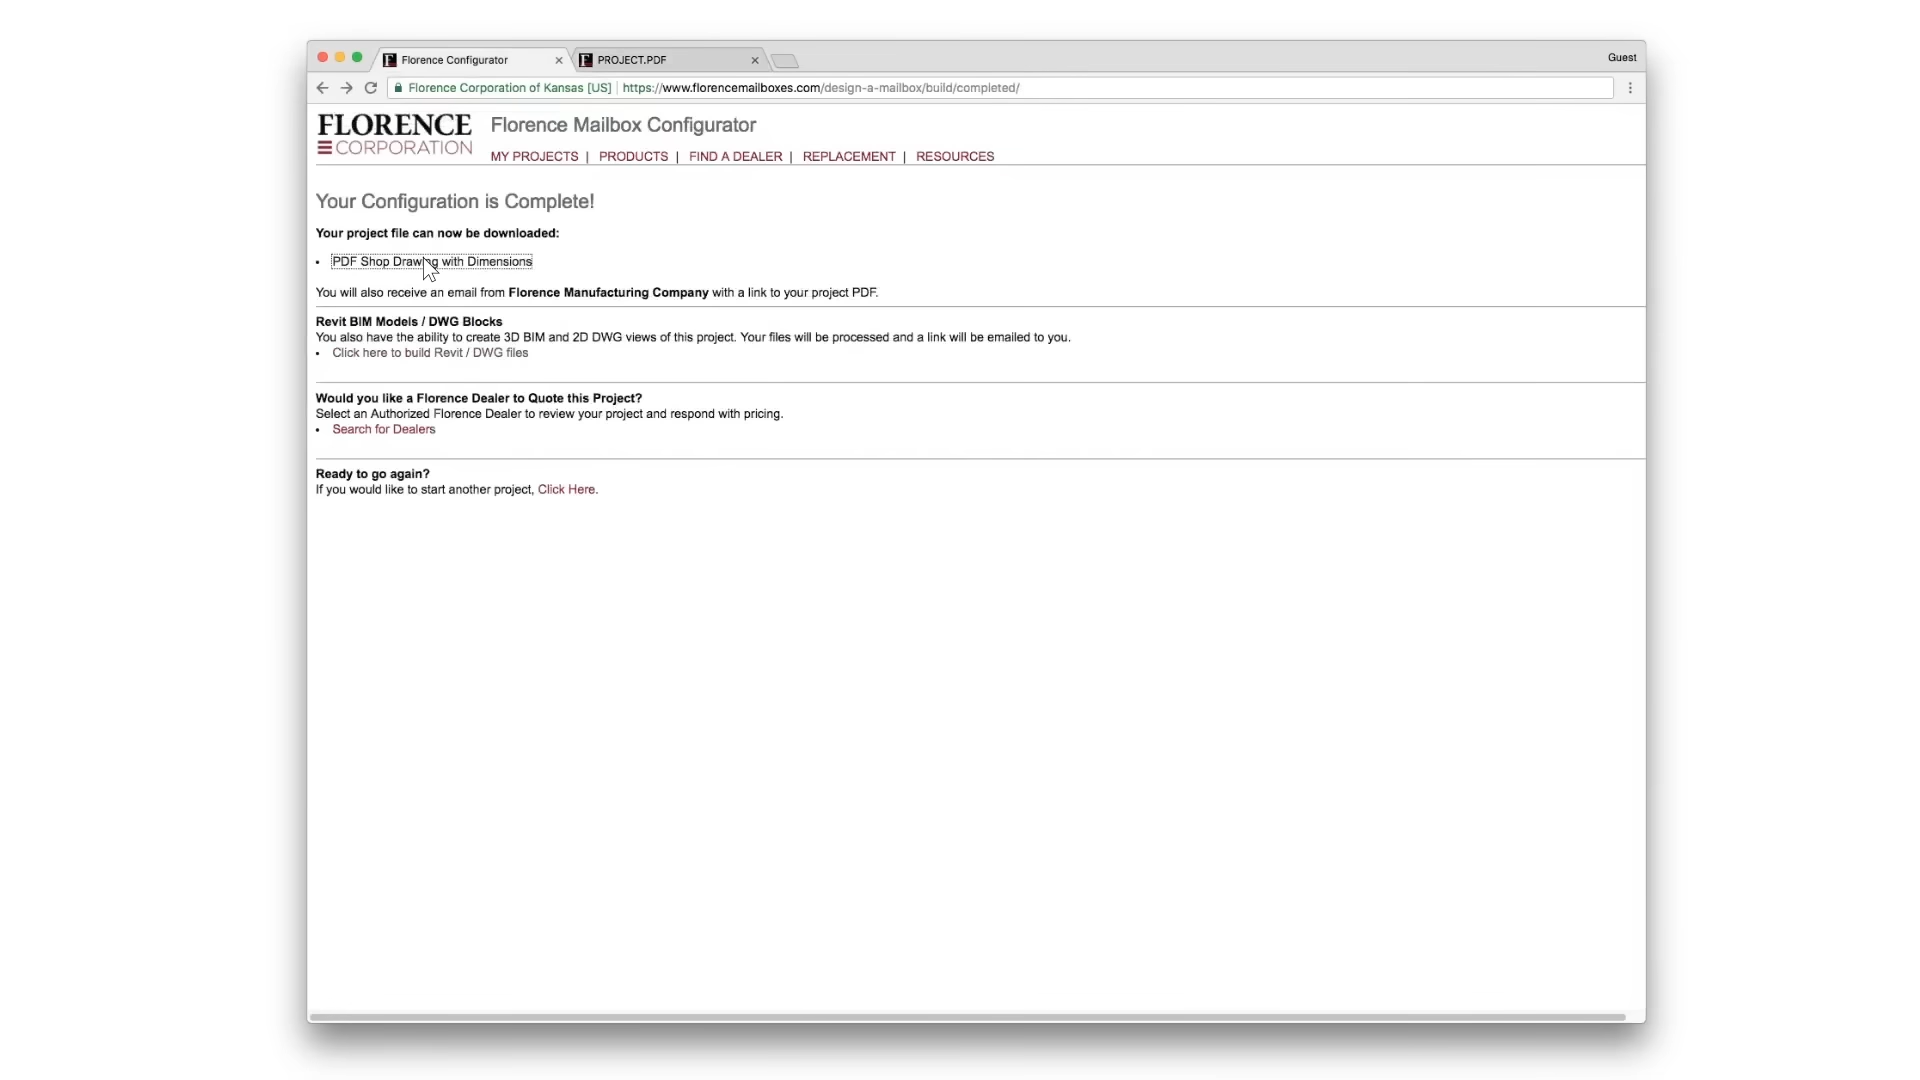 Florence Configurator
PROJECT.PDF
Guest
Florence Corporation of Kansas [US] https://www.florencemailboxes.com/design-a-mailbox/build/completed/
FLORENCE
CORPORATION
Florence Mailbox Configurator
MY PROJECTS | PRODUCTS | FIND A DEALER | REPLACEMENT | RESOURCES
Your Configuration is Complete!
Your project file can now be downloaded:
• PDF Shop Drawing with Dimensions
You will also receive an email from Florence Manufacturing Company with a link to your project PDF.
Revit BIM Models / DWG Blocks
You also have the ability to create 3D BIM and 2D DWG views of this project. Your files will be processed and a link will be emailed to you.
• Click here to build Revit / DWG files
Would you like a Florence Dealer to Quote this Project?
Select an Authorized Florence Dealer to review your project and respond with pricing.
• Search for Dealers
Ready to go again?
If you would like to start another project, Click Here.